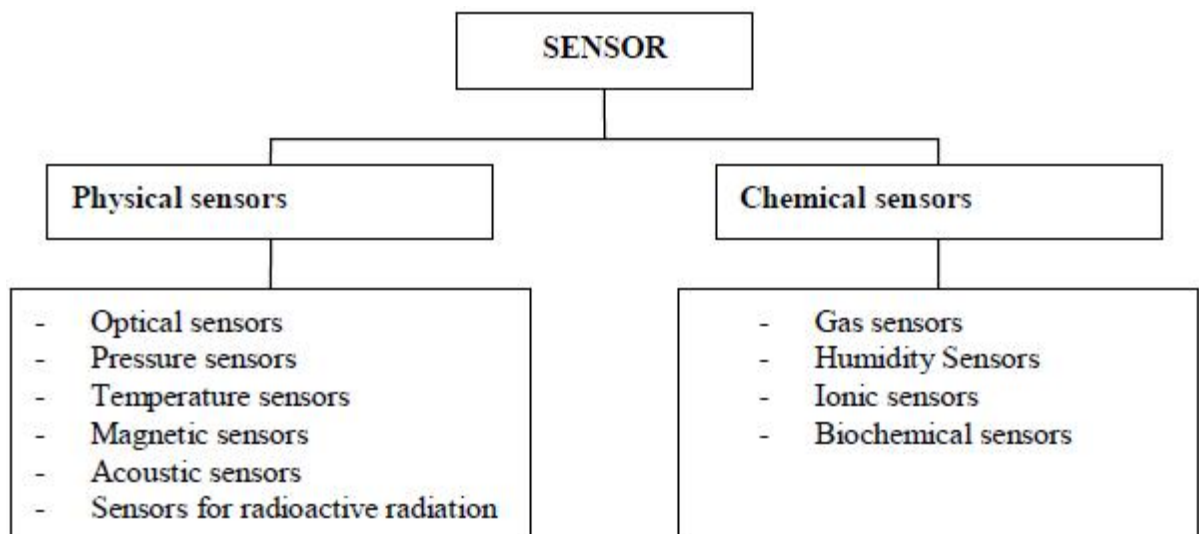 SENSOR
Physical sensors
Chemical sensors
- Optical sensors
- Pressure sensors
- Temperature sensors
- Magnetic sensors
- Acoustic sensors
- Sensors for radioactive radiation
- Gas sensors
- Humidity Sensors
- Ionic sensors
- Biochemical sensors